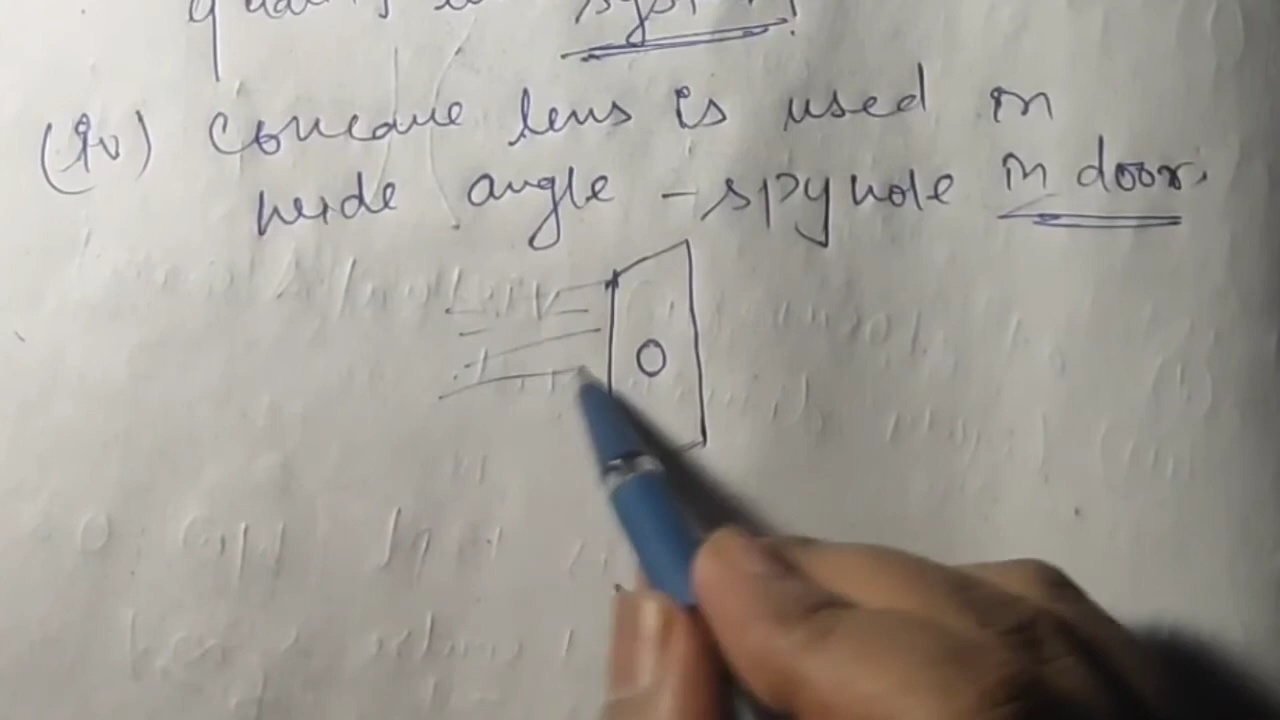 (iv) Concave lens is used in
wide angle - spy hole in door.